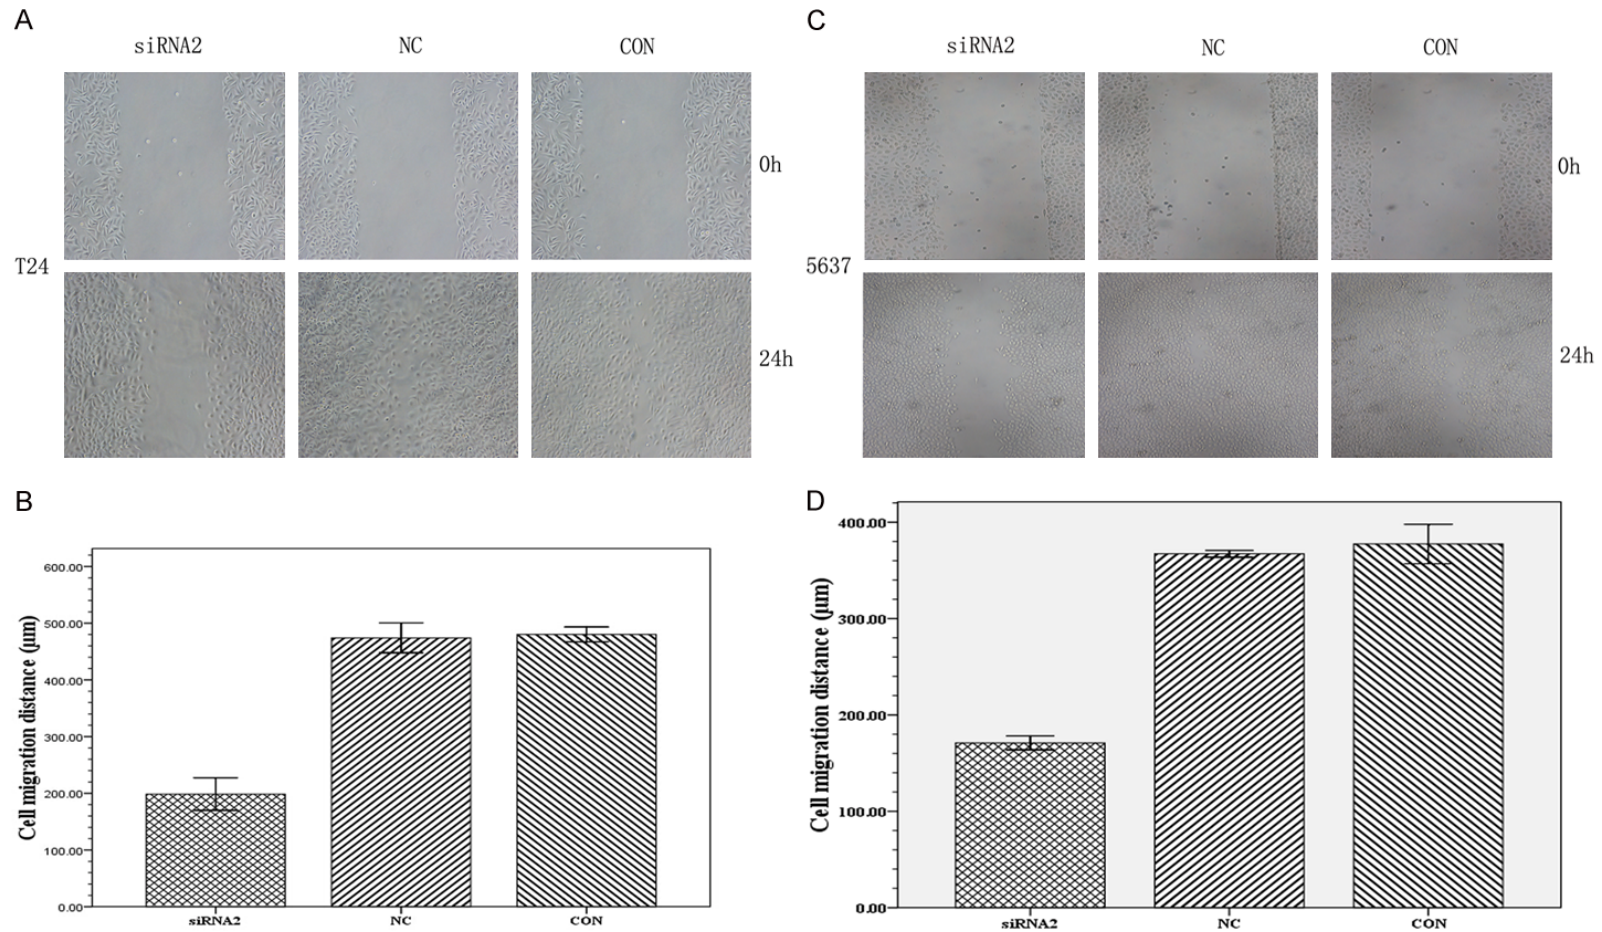 A
siRNA2 NC CON
0h
T24
24h
C
siRNA2 NC CON
0h
5637
24h
B
Cell migration distance (μm)
600.00
500.00
400.00
300.00
200.00
100.00
0.00
siRNA2 NC CON
D
Cell migration distance (μm)
400.00
300.00
200.00
100.00
0.00
siRNA2 NC CON